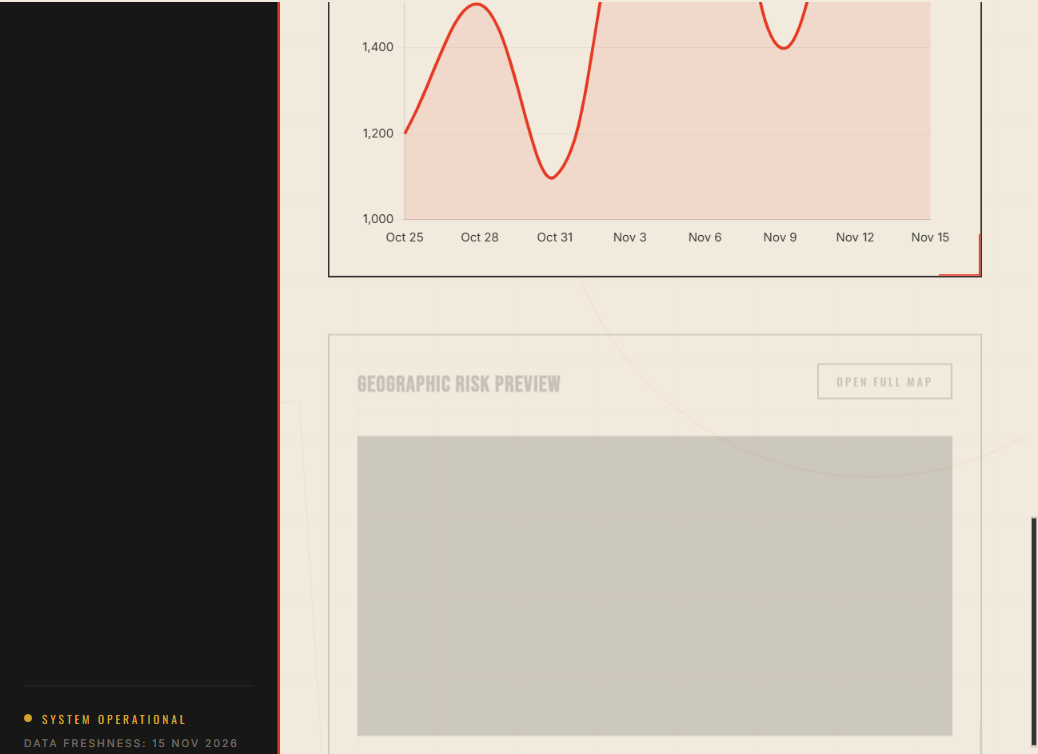 1,400
1,200
1,000
Oct 25 Oct 28 Oct 31 Nov 3 Nov 6 Nov 9 Nov 12 Nov 15
GEOGRAPHIC RISK PREVIEW
OPEN FULL MAP
SYSTEM OPERATIONAL
DATA FRESHNESS: 15 NOV 2026